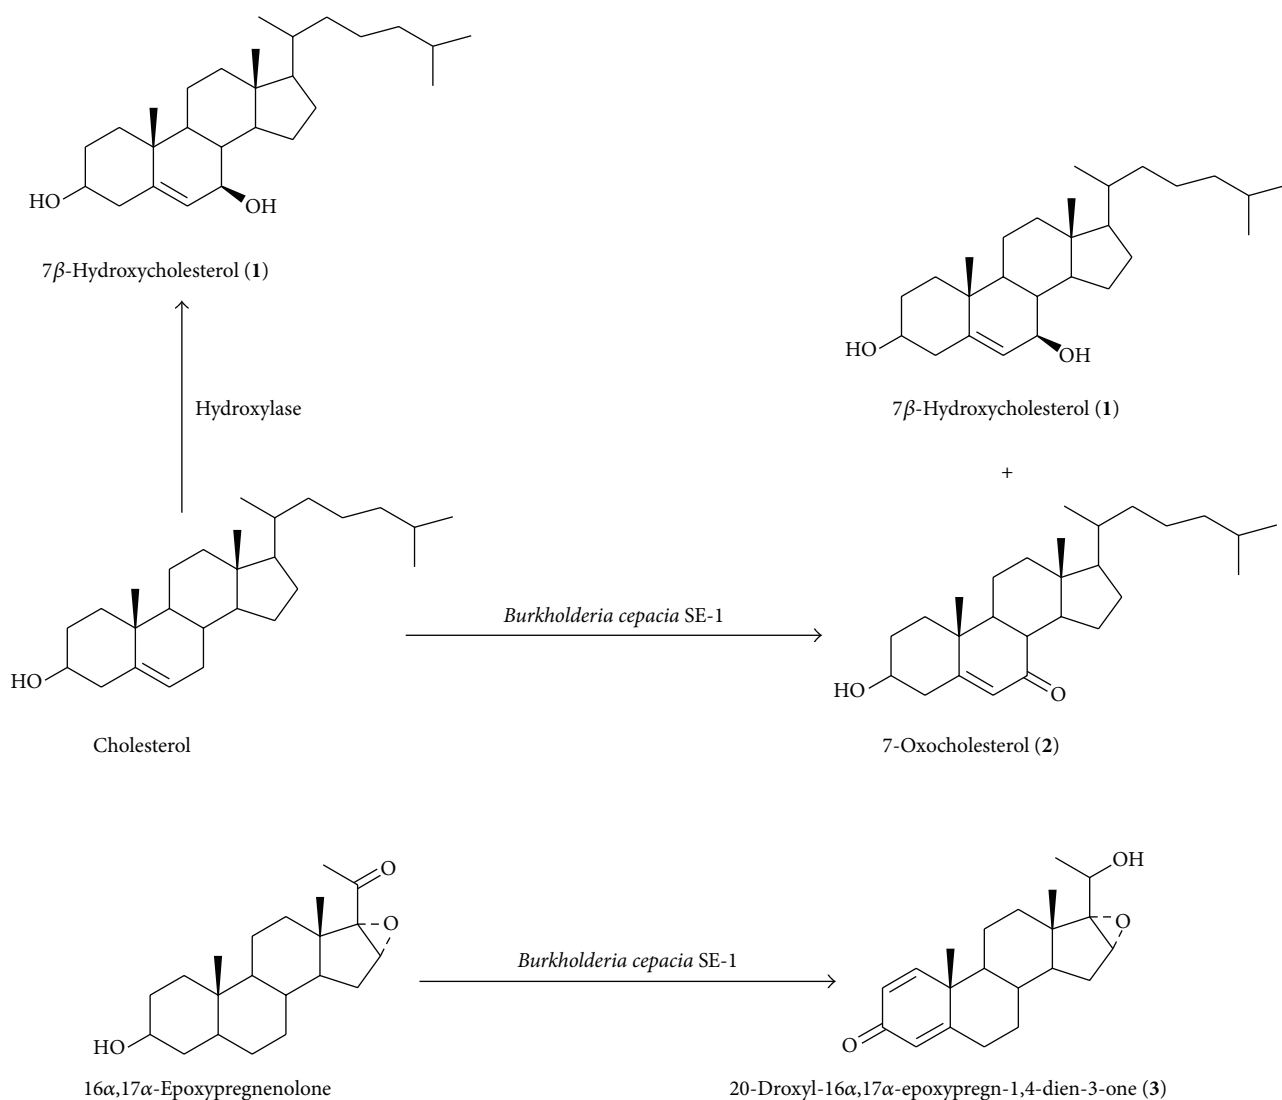 HO
OH
7β-Hydroxycholesterol (1)
Hydroxylase
HO
OH
7β-Hydroxycholesterol (1)
+
HO
Cholesterol
Burkholderia cepacia SE-1
HO
O
7-Oxocholesterol (2)
O
O
HO
16α,17α-Epoxypregnenolone
Burkholderia cepacia SE-1
OH
O
O
20-Droxyl-16α,17α-epoxypregn-1,4-dien-3-one (3)